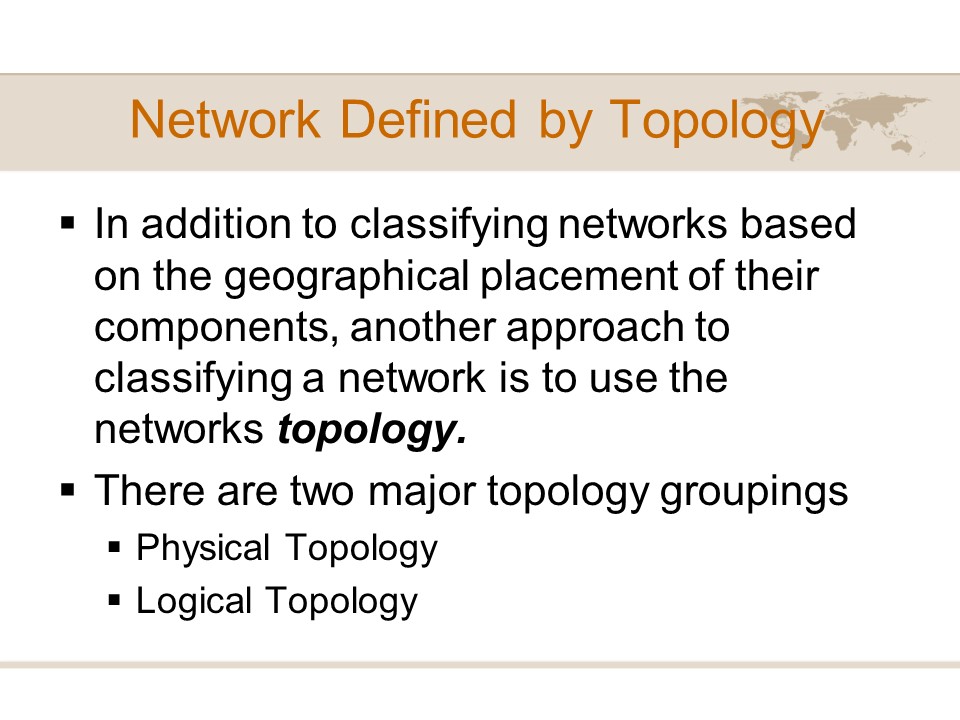 Network Defined by Topology
▪ In addition to classifying networks based
on the geographical placement of their
components, another approach to
classifying a network is to use the
networks topology.
▪ There are two major topology groupings
▪ Physical Topology
▪ Logical Topology